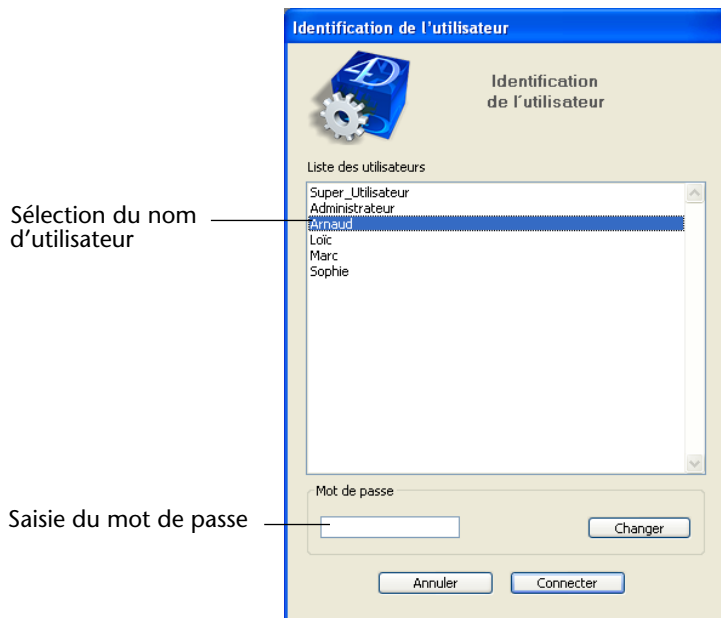 Identification de l'utilisateur
4D
Identification
de l´utilisateur
Liste des utilisateurs
Super_Utilisateur
Administrateur
Arnaud
Loïc
Marc
Sophie
Sélection du nom
d’utilisateur
Mot de passe
Saisie du mot de passe
Changer
Annuler
Connecter